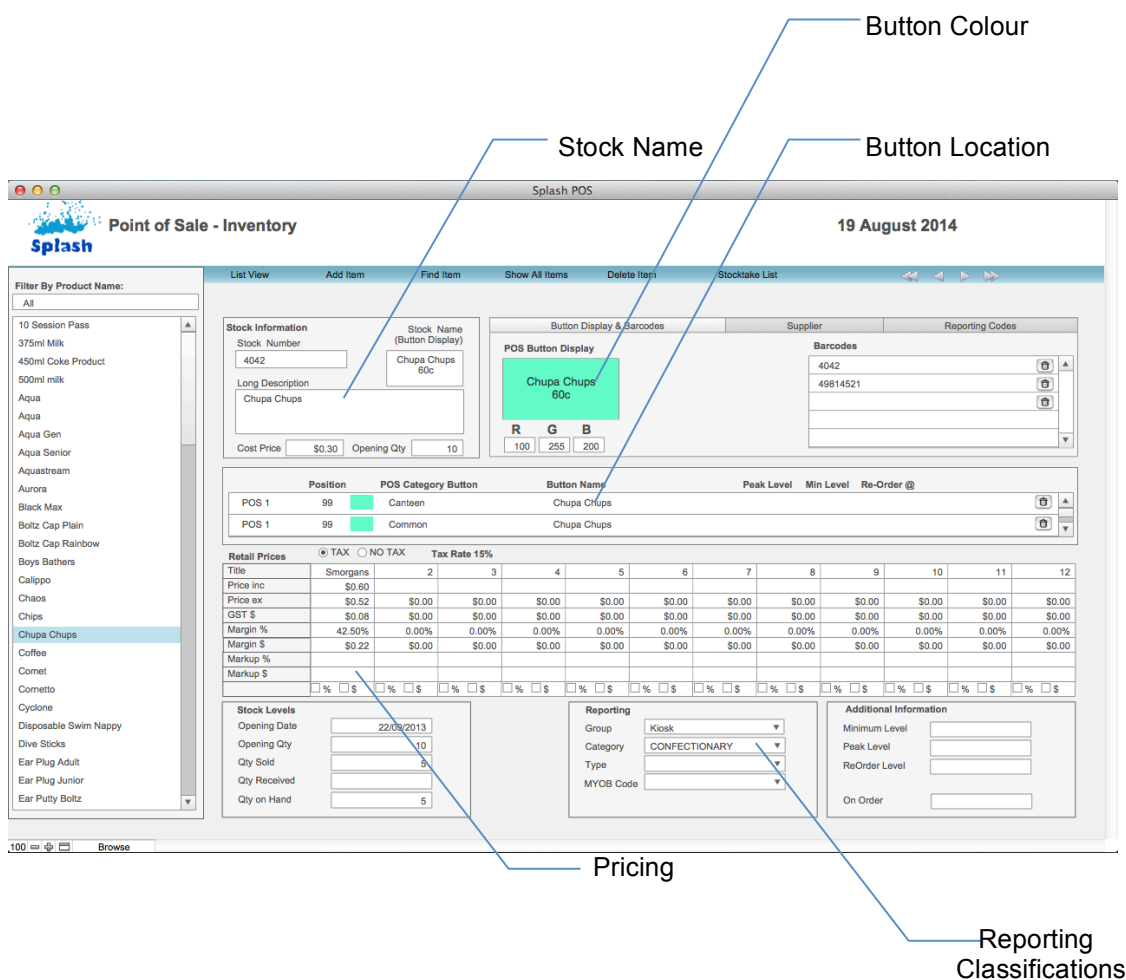 Button Colour
Stock Name
Button Location
Splash POS
Splash
Point of Sale - Inventory
19 August 2014
List View Add Item Find Item Show All Items Delete Item Stocktake List
Filter By Product Name:
All
10 Session Pass
375ml Milk
450ml Coke Product
500ml milk
Aqua
Aqua
Aqua Gen
Aqua Senior
Aquastream
Aurora
Black Max
Boltz Cap Plain
Boltz Cap Rainbow
Boys Bathers
Calippo
Chaos
Chips
Chupa Chups
Coffee
Comet
Cornetto
Cyclone
Disposable Swim Nappy
Dive Sticks
Ear Plug Adult
Ear Plug Junior
Ear Putty Boltz
Stock Information
Stock Name
(Button Display)
Stock Number
4042
Chupa Chups
60c
Long Description
Chupa Chups
Cost Price $0.30 Opening Qty 10
Button Display & Barcodes Supplier Reporting Codes
POS Button Display
Chupa Chups
60c
R G B
100 255 200
Barcodes
4042
49814521
Position POS Category Button Button Name Peak Level Min Level Re-Order @
POS 1 99 Canteen Chupa Chups
POS 1 99 Common Chupa Chups
Retail Prices TAX NO TAX Tax Rate 15%
Title Smorgans 2 3 4 5 6 7 8 9 10 11 12
Price inc $0.60
Price ex $0.52 $0.00 $0.00 $0.00 $0.00 $0.00 $0.00 $0.00 $0.00 $0.00 $0.00 $0.00
GST $ $0.08 $0.00 $0.00 $0.00 $0.00 $0.00 $0.00 $0.00 $0.00 $0.00 $0.00 $0.00
Margin % 42.50% 0.00% 0.00% 0.00% 0.00% 0.00% 0.00% 0.00% 0.00% 0.00% 0.00% 0.00%
Margin $ $0.22 $0.00 $0.00 $0.00 $0.00 $0.00 $0.00 $0.00 $0.00 $0.00 $0.00 $0.00
Markup %
Markup $
% $ % $ % $ % $ % $ % $ % $ % $ % $ % $ % $ % $
Stock Levels
Opening Date 22/09/2013
Opening Qty 10
Qty Sold 5
Qty Received
Qty on Hand 5
Reporting
Group Kiosk
Category CONFECTIONARY
Type
MYOB Code
Additional Information
Minimum Level
Peak Level
ReOrder Level
On Order
100 Browse
Pricing
Reporting
Classifications